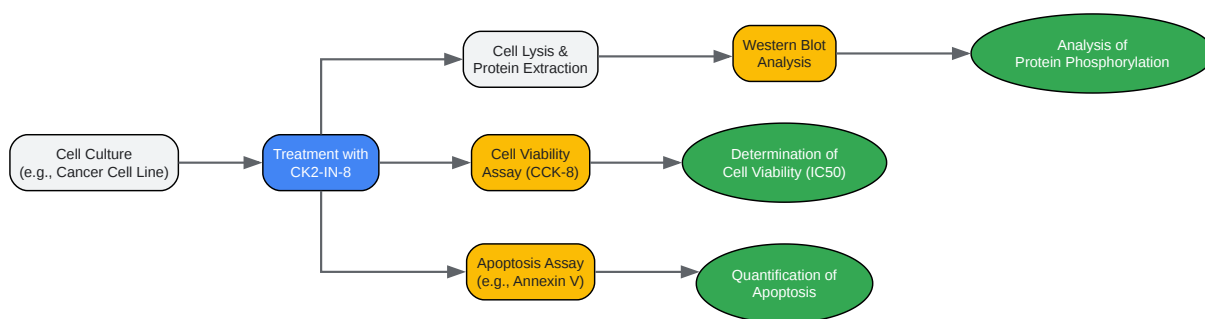 Cell Lysis &
Protein Extraction
Western Blot
Analysis
Analysis of
Protein Phosphorylation
Cell Culture
(e.g., Cancer Cell Line)
Treatment with
CK2-IN-8
Cell Viability
Assay (CCK-8)
Determination of
Cell Viability (IC50)
Apoptosis Assay
(e.g., Annexin V)
Quantification of
Apoptosis